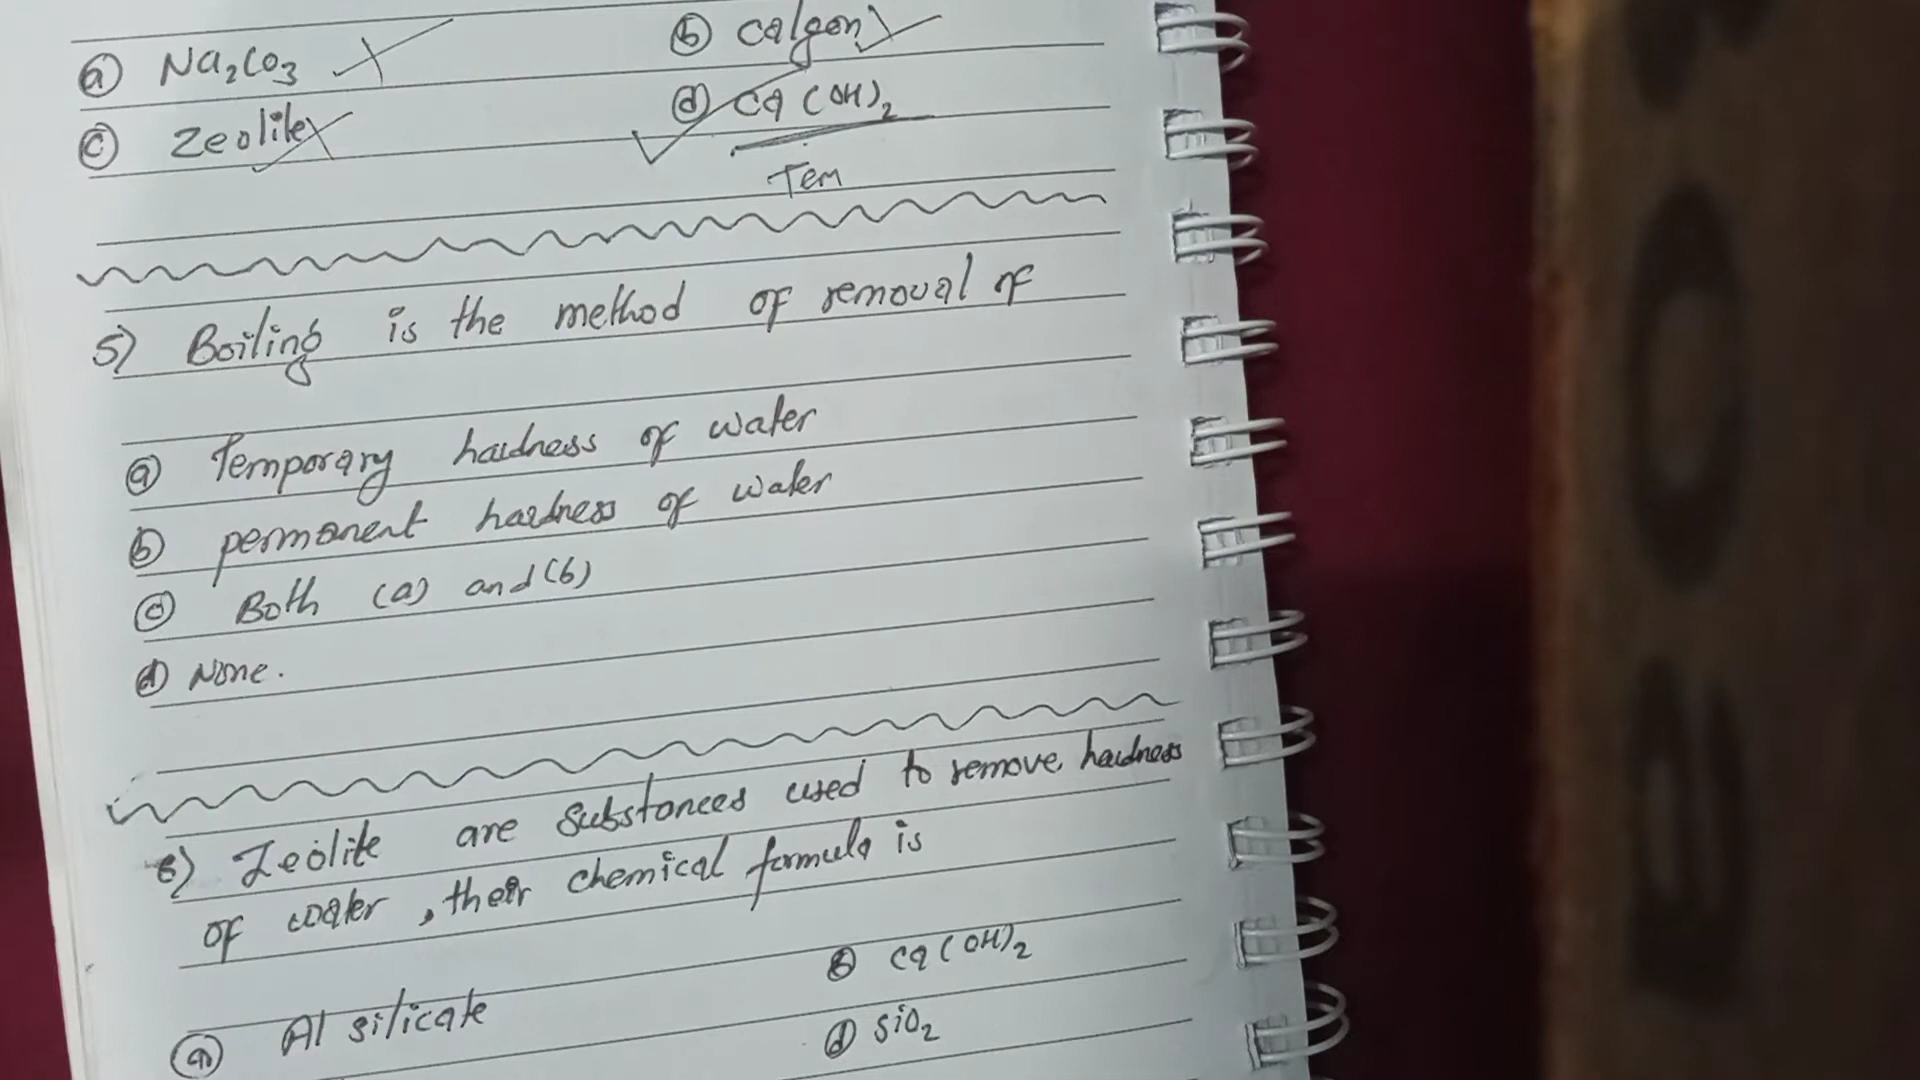 (a) Na₂CO₃ (b) Calgon
(c) Zeolite (d) Ca(OH)₂
Tem
5) Boiling is the method of removal of
(a) Temporary hardness of water
(b) permanent hardness of water
(c) Both (a) and (b)
(d) None.
6) Zeolite are substances used to remove hardness
of water, their chemical formula is
(a) Al silicate (b) Ca(OH)₂
(d) SiO₂